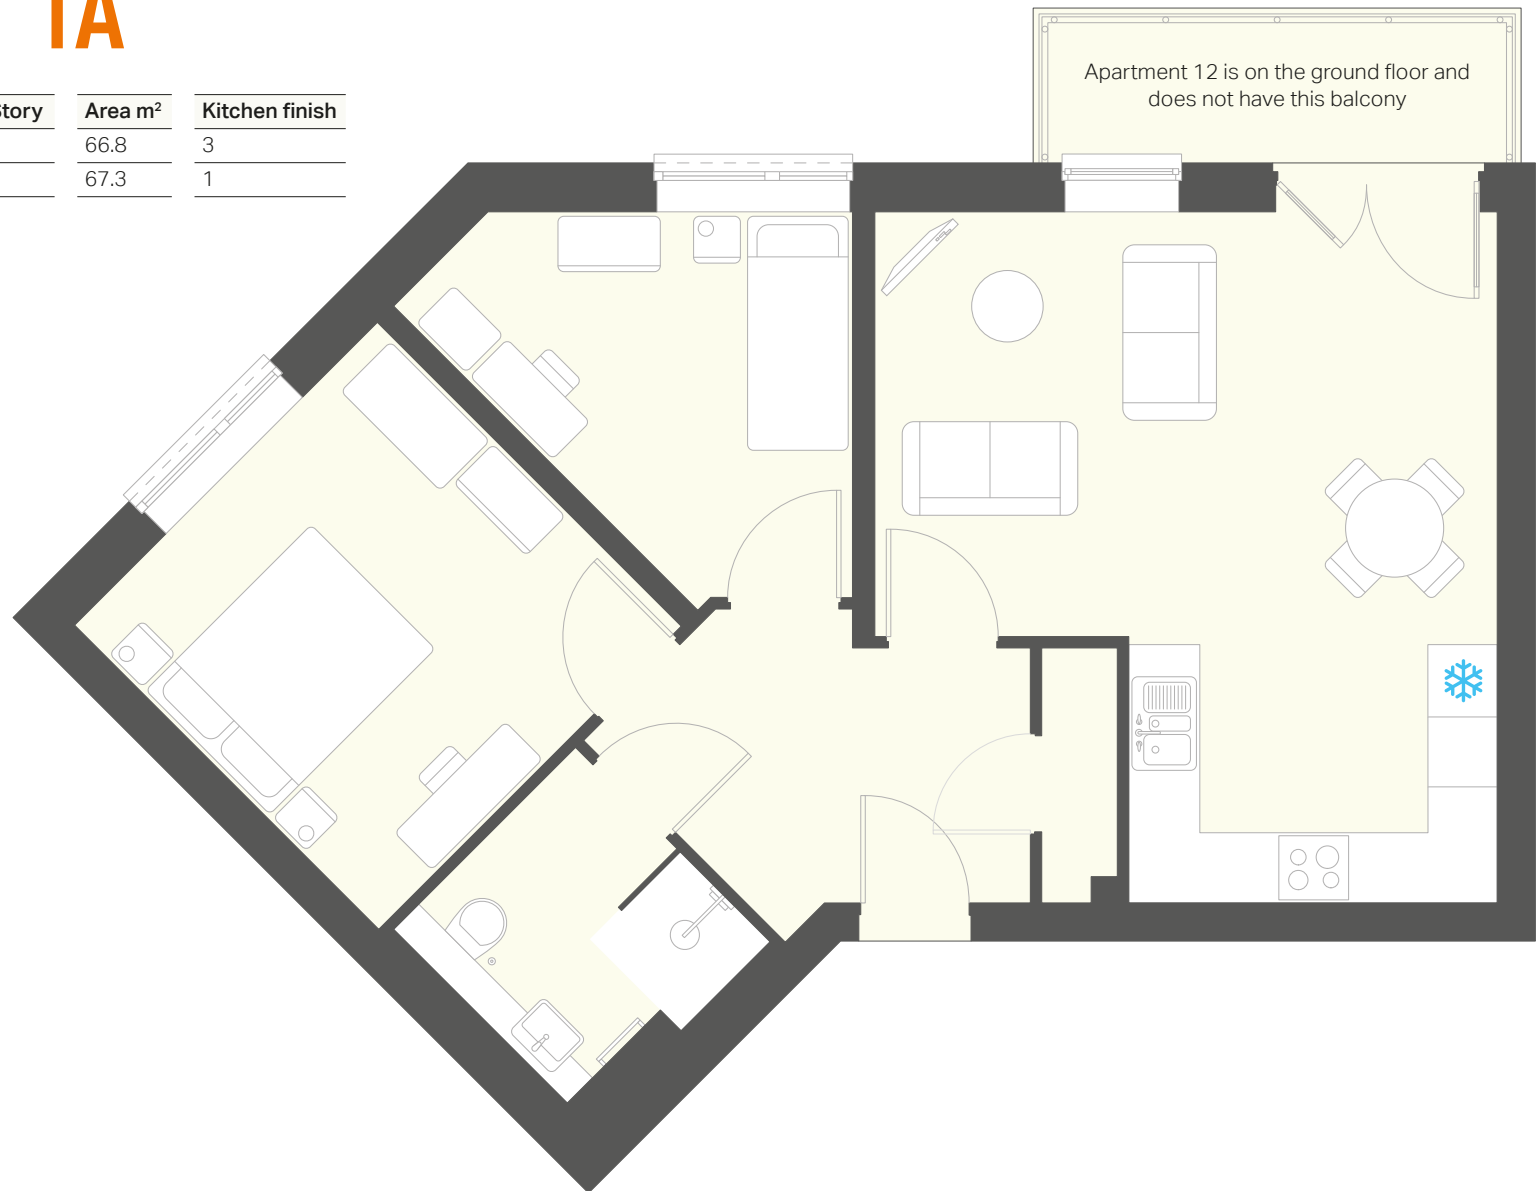 1A
Story Area m² Kitchen finish
66.8 3
67.3 1
Apartment 12 is on the ground floor and
does not have this balcony